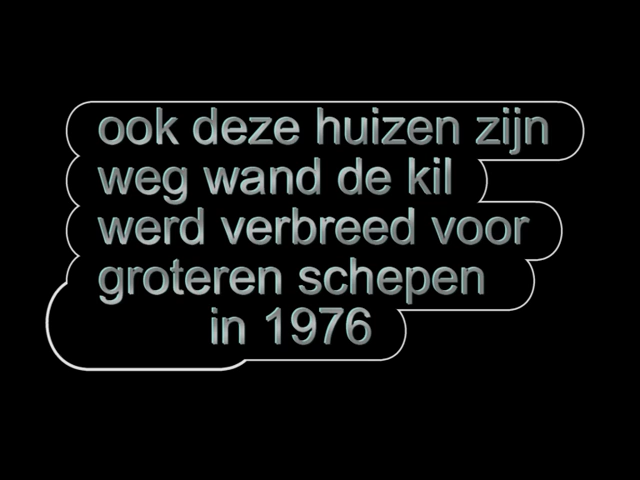 ook deze huizen zijn
weg wand de kil
werd verbreed voor
groteren schepen
in 1976